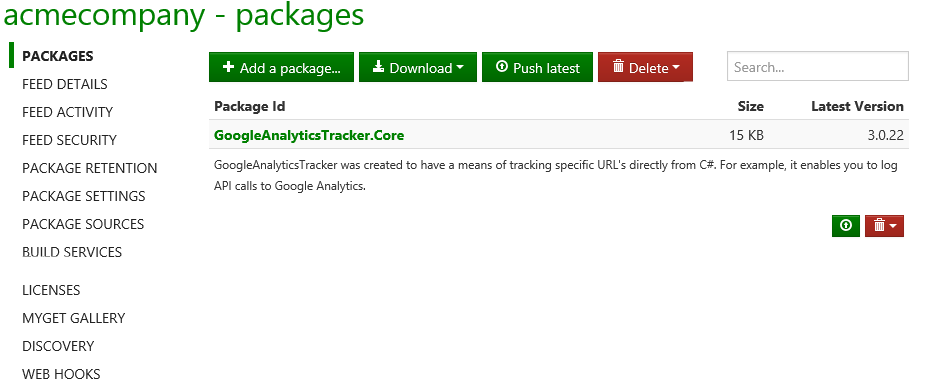 acmecompany - packages
PACKAGES
FEED DETAILS
FEED ACTIVITY
FEED SECURITY
PACKAGE RETENTION
PACKAGE SETTINGS
PACKAGE SOURCES
BUILD SERVICES
LICENSES
MYGET GALLERY
DISCOVERY
WEB HOOKS
Add a package... Download Push latest Delete Search...
Package Id Size Latest Version
GoogleAnalyticsTracker.Core 15 KB 3.0.22
GoogleAnalyticsTracker was created to have a means of tracking specific URL's directly from C#. For example, it enables you to log
API calls to Google Analytics.